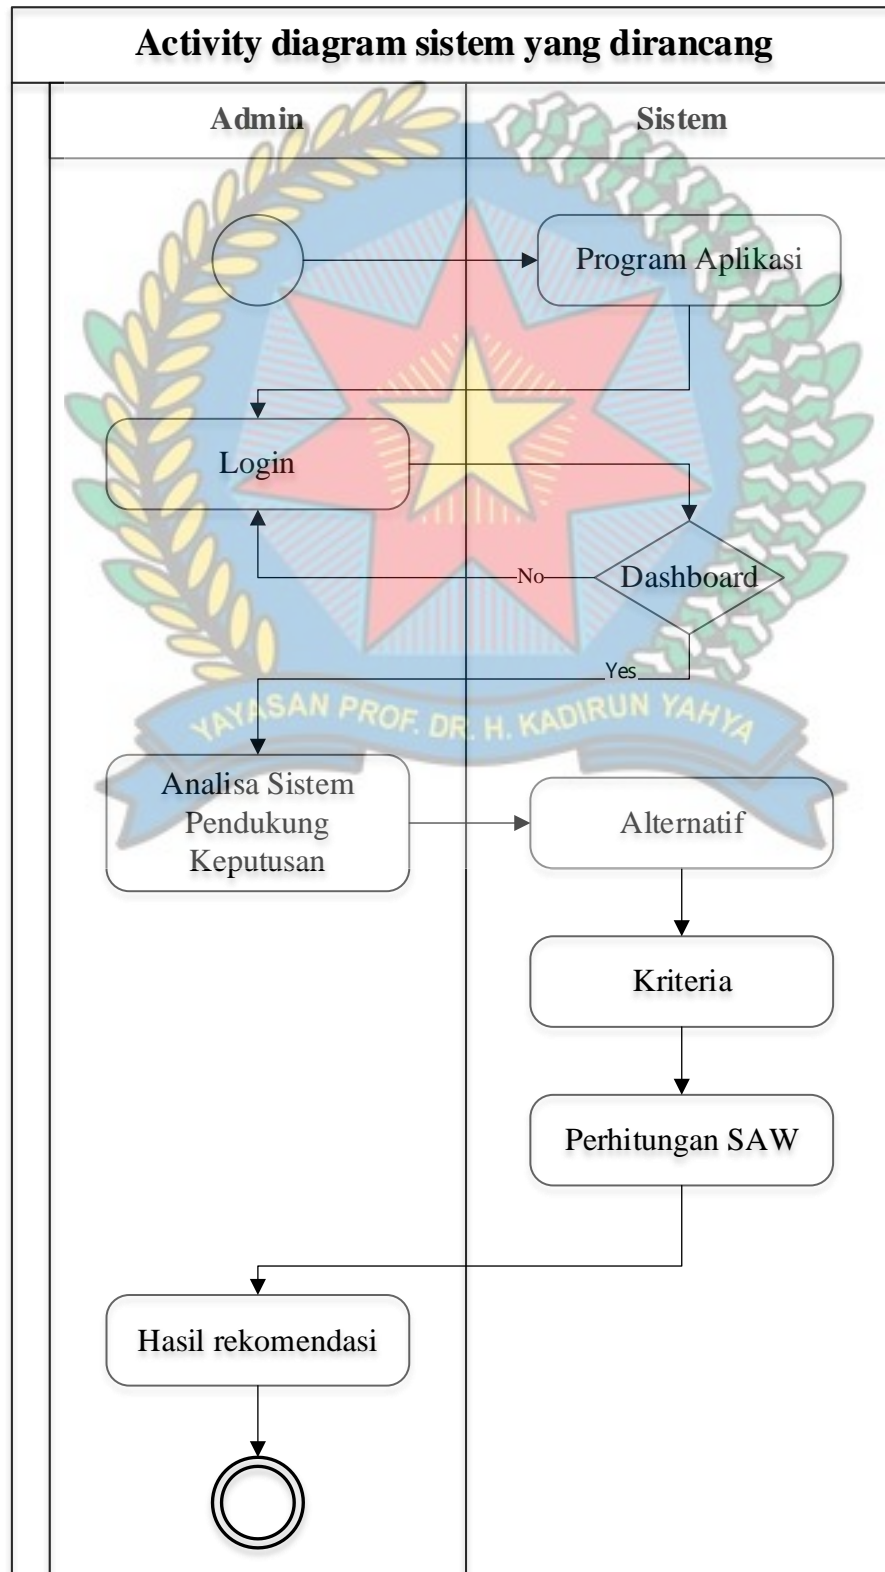 Activity diagram sistem yang dirancang
Admin
Sistem
Program Aplikasi
Login
Dashboard
No
Yes
YAYASAN PROF. DR. H. KADIRUN YAHYA
Analisa Sistem
Pendukung
Keputusan
Alternatif
Kriteria
Perhitungan SAW
Hasil rekomendasi